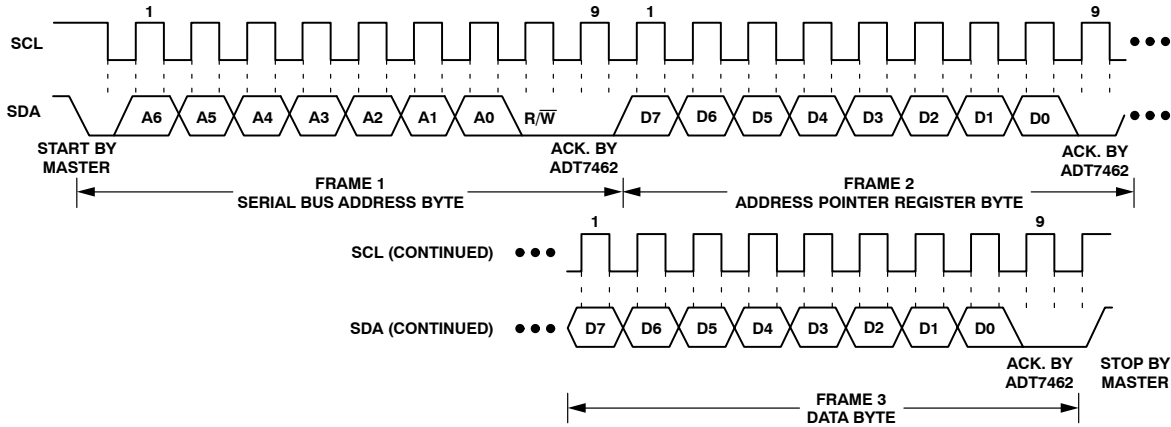 1 9 1 9
SCL
SDA A6 A5 A4 A3 A2 A1 A0 R/W̅ D7 D6 D5 D4 D3 D2 D1 D0
START BY
MASTER
ACK. BY
ADT7462
ACK. BY
ADT7462
FRAME 1
SERIAL BUS ADDRESS BYTE
FRAME 2
ADDRESS POINTER REGISTER BYTE
1 9
SCL (CONTINUED)
SDA (CONTINUED) D7 D6 D5 D4 D3 D2 D1 D0
ACK. BY
ADT7462
STOP BY
MASTER
FRAME 3
DATA BYTE